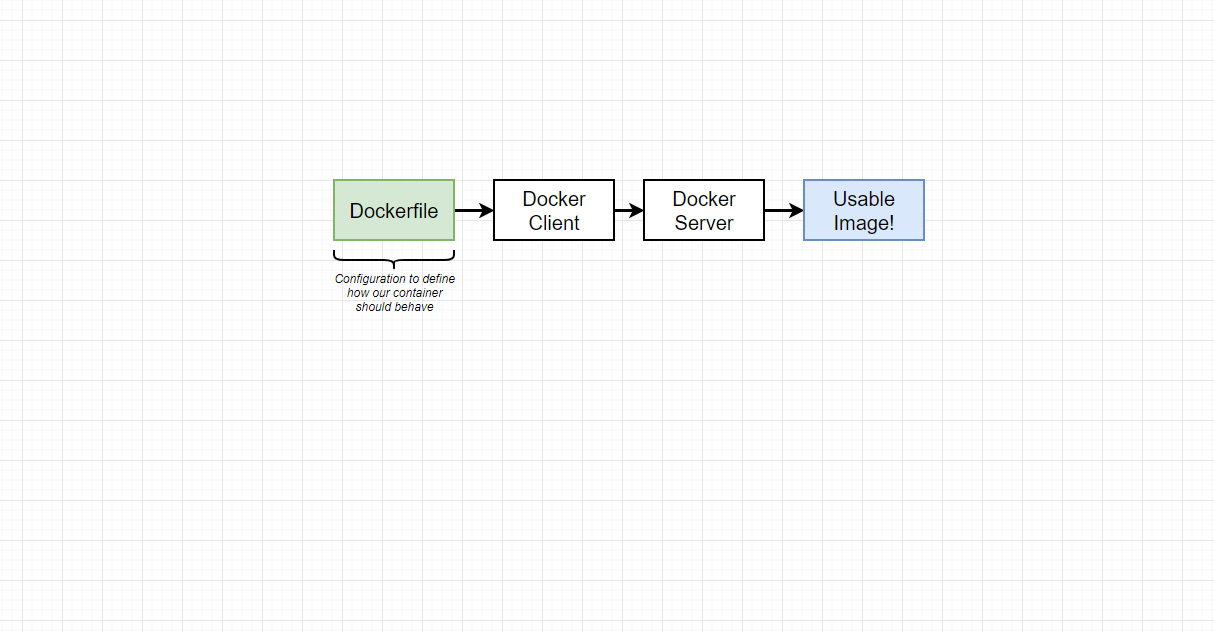 Dockerfile
Docker
Client
Docker
Server
Usable
Image!
Configuration to define
how our container
should behave